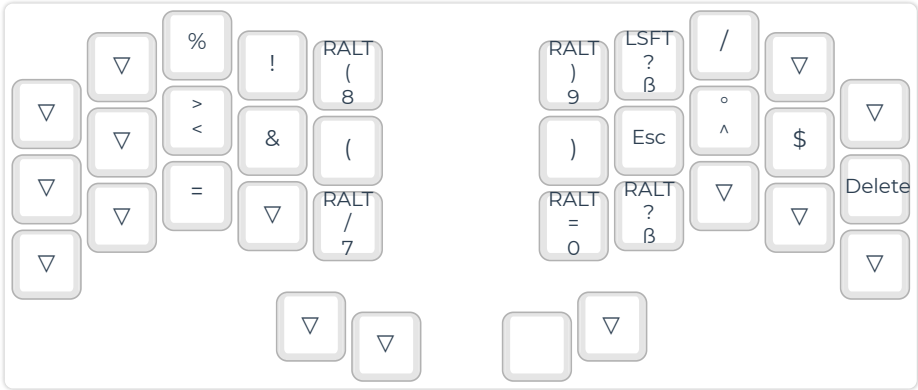 ▽ ▽ % ! RALT ( 8
RALT ) 9 LSFT ? ß / ▽ ▽
▽ ▽ > < & (
) Esc ° ^ $ Delete
▽ ▽ = ▽ RALT / 7
RALT = 0 RALT ? ß ▽ ▽ ▽
▽ ▽ ▽